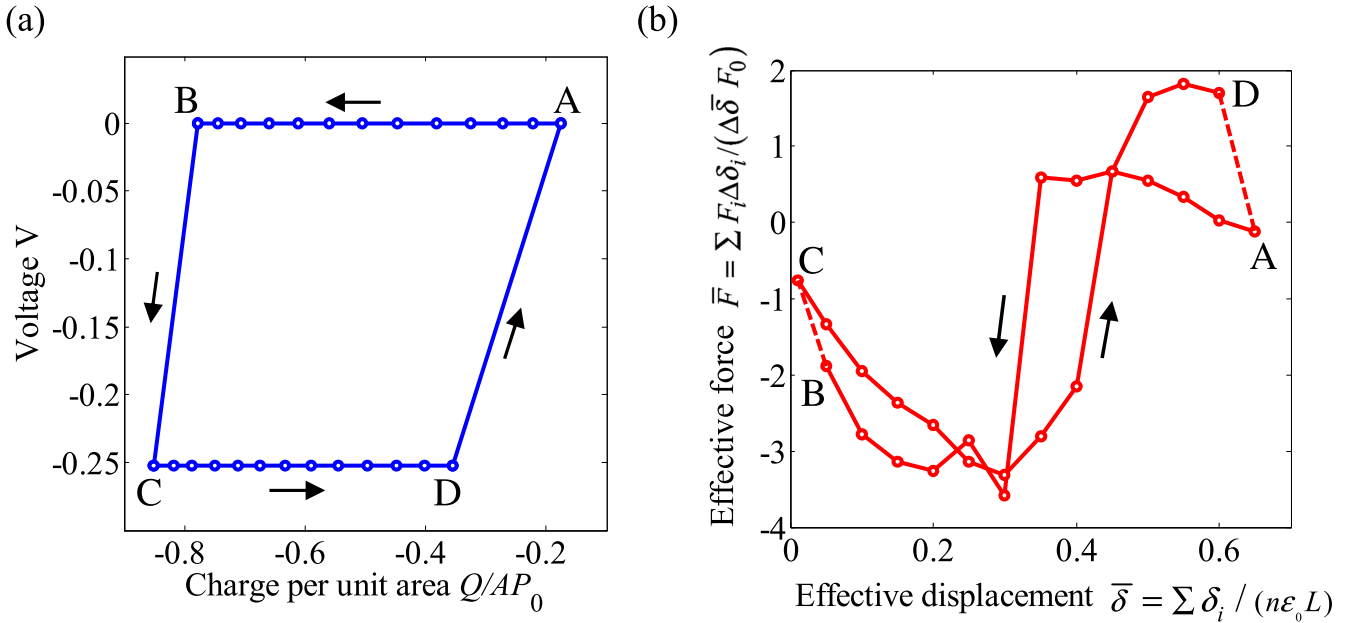 (a)
B
A
0
-0.05
-0.1
-0.15
-0.2
-0.25
C
D
-0.8
-0.6
-0.4
-0.2
Voltage V
Charge per unit area Q/AP₀
(b)
2
1
0
-1
-2
-3
-4
D
A
C
B
0
0.2
0.4
0.6
Effective force F̅ = Σ FᵢΔδᵢ/(Δδ̅ F₀)
Effective displacement δ̅ = Σ δᵢ / (nε₀L)